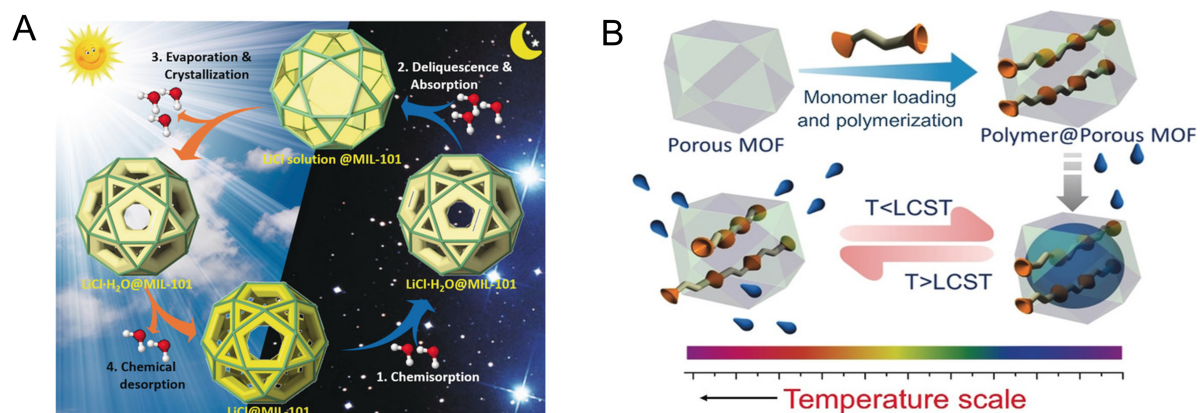 A
3. Evaporation &
Crystallization
2. Deliquescence &
Absorption
LiCl solution @MIL-101
LiCl·H₂O@MIL-101
LiCl·H₂O@MIL-101
4. Chemical
desorption
1. Chemisorption
LiCl@MIL-101
B
Monomer loading
and polymerization
Porous MOF
Polymer@Porous MOF
T<LCST
T>LCST
Temperature scale